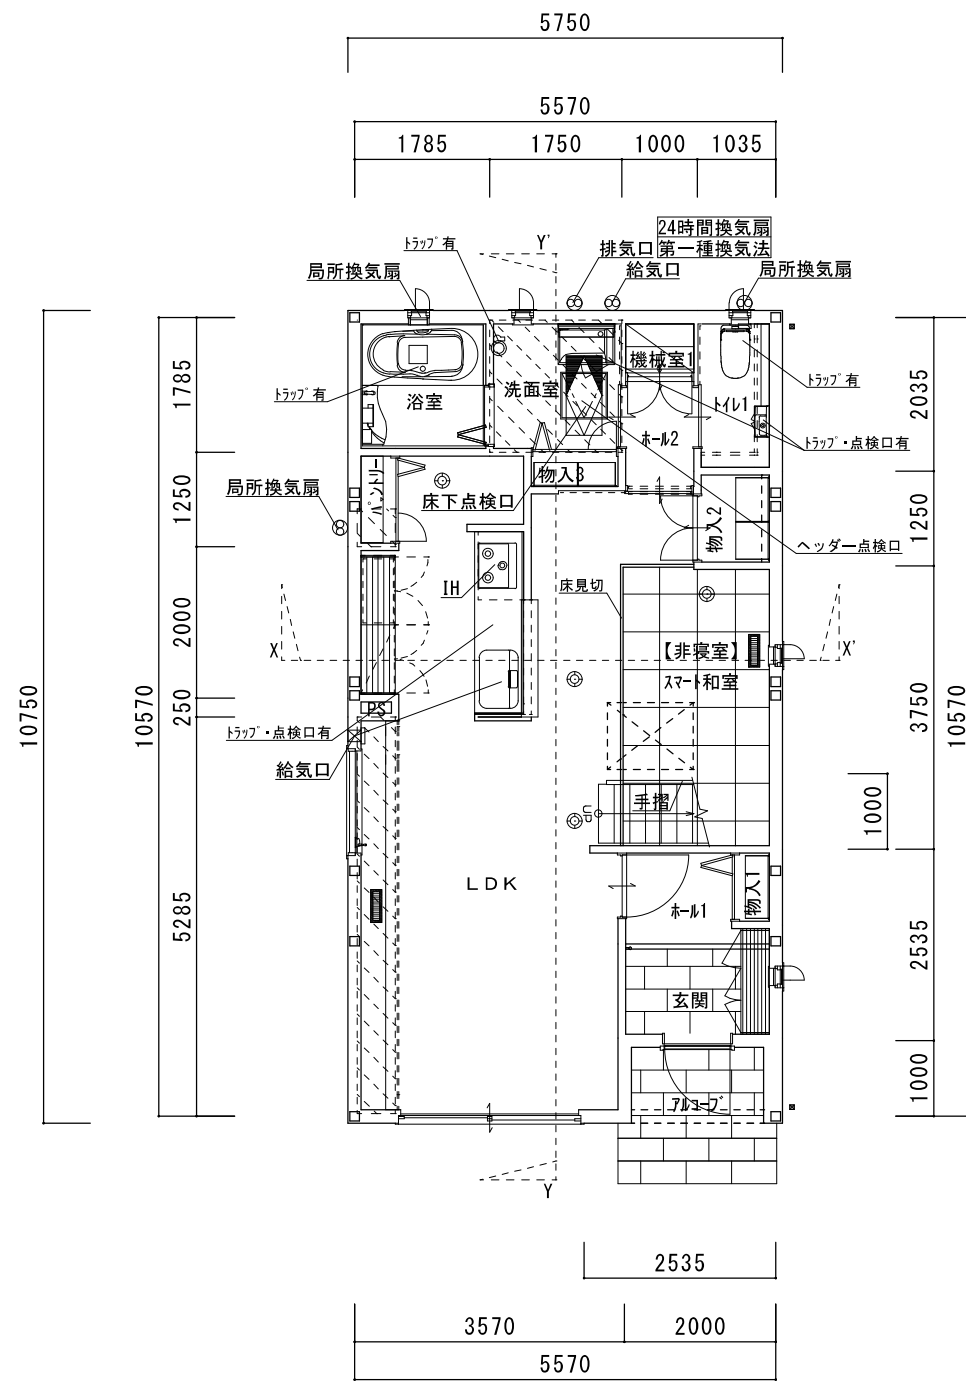 5750
5570
1785
1750
1000
1035
24時間換気扇
第一種換気法
Y'
排気口
給気口
トラップ有
局所換気扇
局所換気扇
機械室1
洗面室
浴室
トラップ有
トイレ1
トラップ有
ホール2
トラップ・点検口有
パントリー
物入3
床下点検口
局所換気扇
物入2
ヘッダー点検口
IH
床見切
X
【非寝室】
スマート和室
X'
PS
トラップ・点検口有
給気口
手摺
UP
LDK
物入1
ホール1
玄関
アルコーブ
Y
10750
10570
1785
1250
2000
250
5285
2035
1250
3750
1000
2535
1000
10570
2535
3570
2000
5570